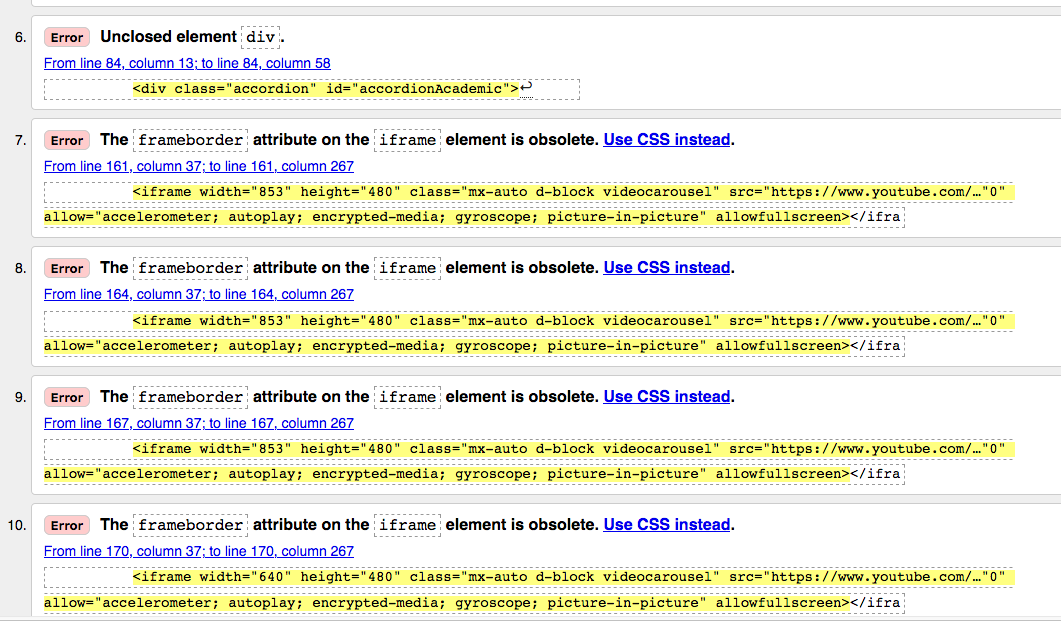 6. Error Unclosed element div.
From line 84, column 13; to line 84, column 58
<div class="accordion" id="accordionAcademic">↩
7. Error The frameborder attribute on the iframe element is obsolete. Use CSS instead.
From line 161, column 37; to line 161, column 267
<iframe width="853" height="480" class="mx-auto d-block videocarousel" src="https://www.youtube.com/…"0"
allow="accelerometer; autoplay; encrypted-media; gyroscope; picture-in-picture" allowfullscreen></ifra
8. Error The frameborder attribute on the iframe element is obsolete. Use CSS instead.
From line 164, column 37; to line 164, column 267
<iframe width="853" height="480" class="mx-auto d-block videocarousel" src="https://www.youtube.com/…"0"
allow="accelerometer; autoplay; encrypted-media; gyroscope; picture-in-picture" allowfullscreen></ifra
9. Error The frameborder attribute on the iframe element is obsolete. Use CSS instead.
From line 167, column 37; to line 167, column 267
<iframe width="853" height="480" class="mx-auto d-block videocarousel" src="https://www.youtube.com/…"0"
allow="accelerometer; autoplay; encrypted-media; gyroscope; picture-in-picture" allowfullscreen></ifra
10. Error The frameborder attribute on the iframe element is obsolete. Use CSS instead.
From line 170, column 37; to line 170, column 267
<iframe width="640" height="480" class="mx-auto d-block videocarousel" src="https://www.youtube.com/…"0"
allow="accelerometer; autoplay; encrypted-media; gyroscope; picture-in-picture" allowfullscreen></ifra